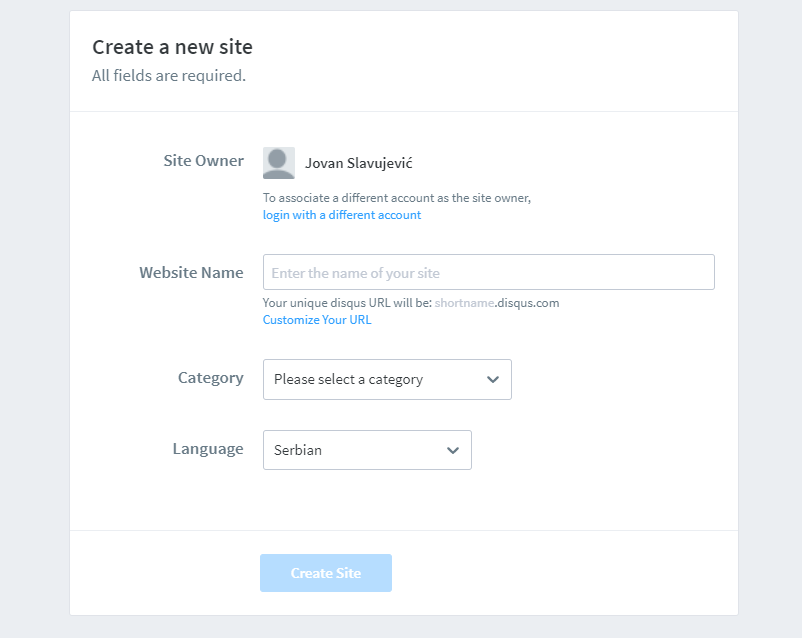 Create a new site
All fields are required.
Site Owner
Jovan Slavujević
To associate a different account as the site owner,
login with a different account
Website Name
Enter the name of your site
Your unique disqus URL will be: shortname.disqus.com
Customize Your URL
Category
Please select a category
Language
Serbian
Create Site